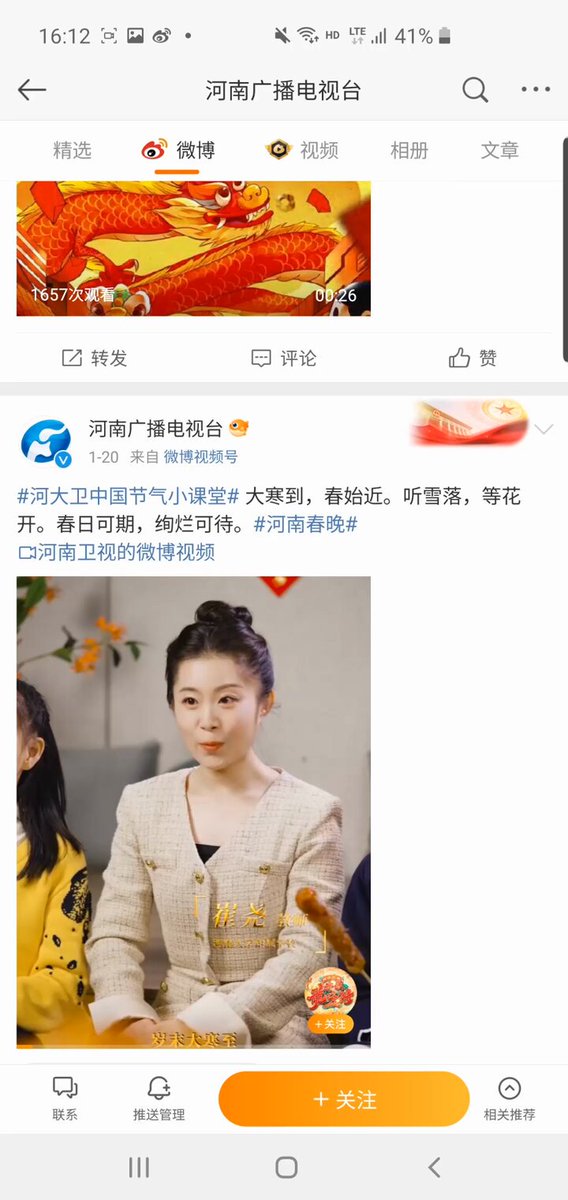 16:12
HD
LTE
41%
河南广播电视台
精选
微博
视频
相册
文章
1657次观看
00:26
转发
评论
赞
河南广播电视台
1-20 来自 微博视频号
#河大卫中国节气小课堂# 大寒到，春始近。听雪落，等花
开。春日可期，绚烂可待。#河南春晚#
河南卫视的微博视频
「崔尧 教师
」
+关注
岁末大寒至
联系
推送管理
+ 关注
相关推荐